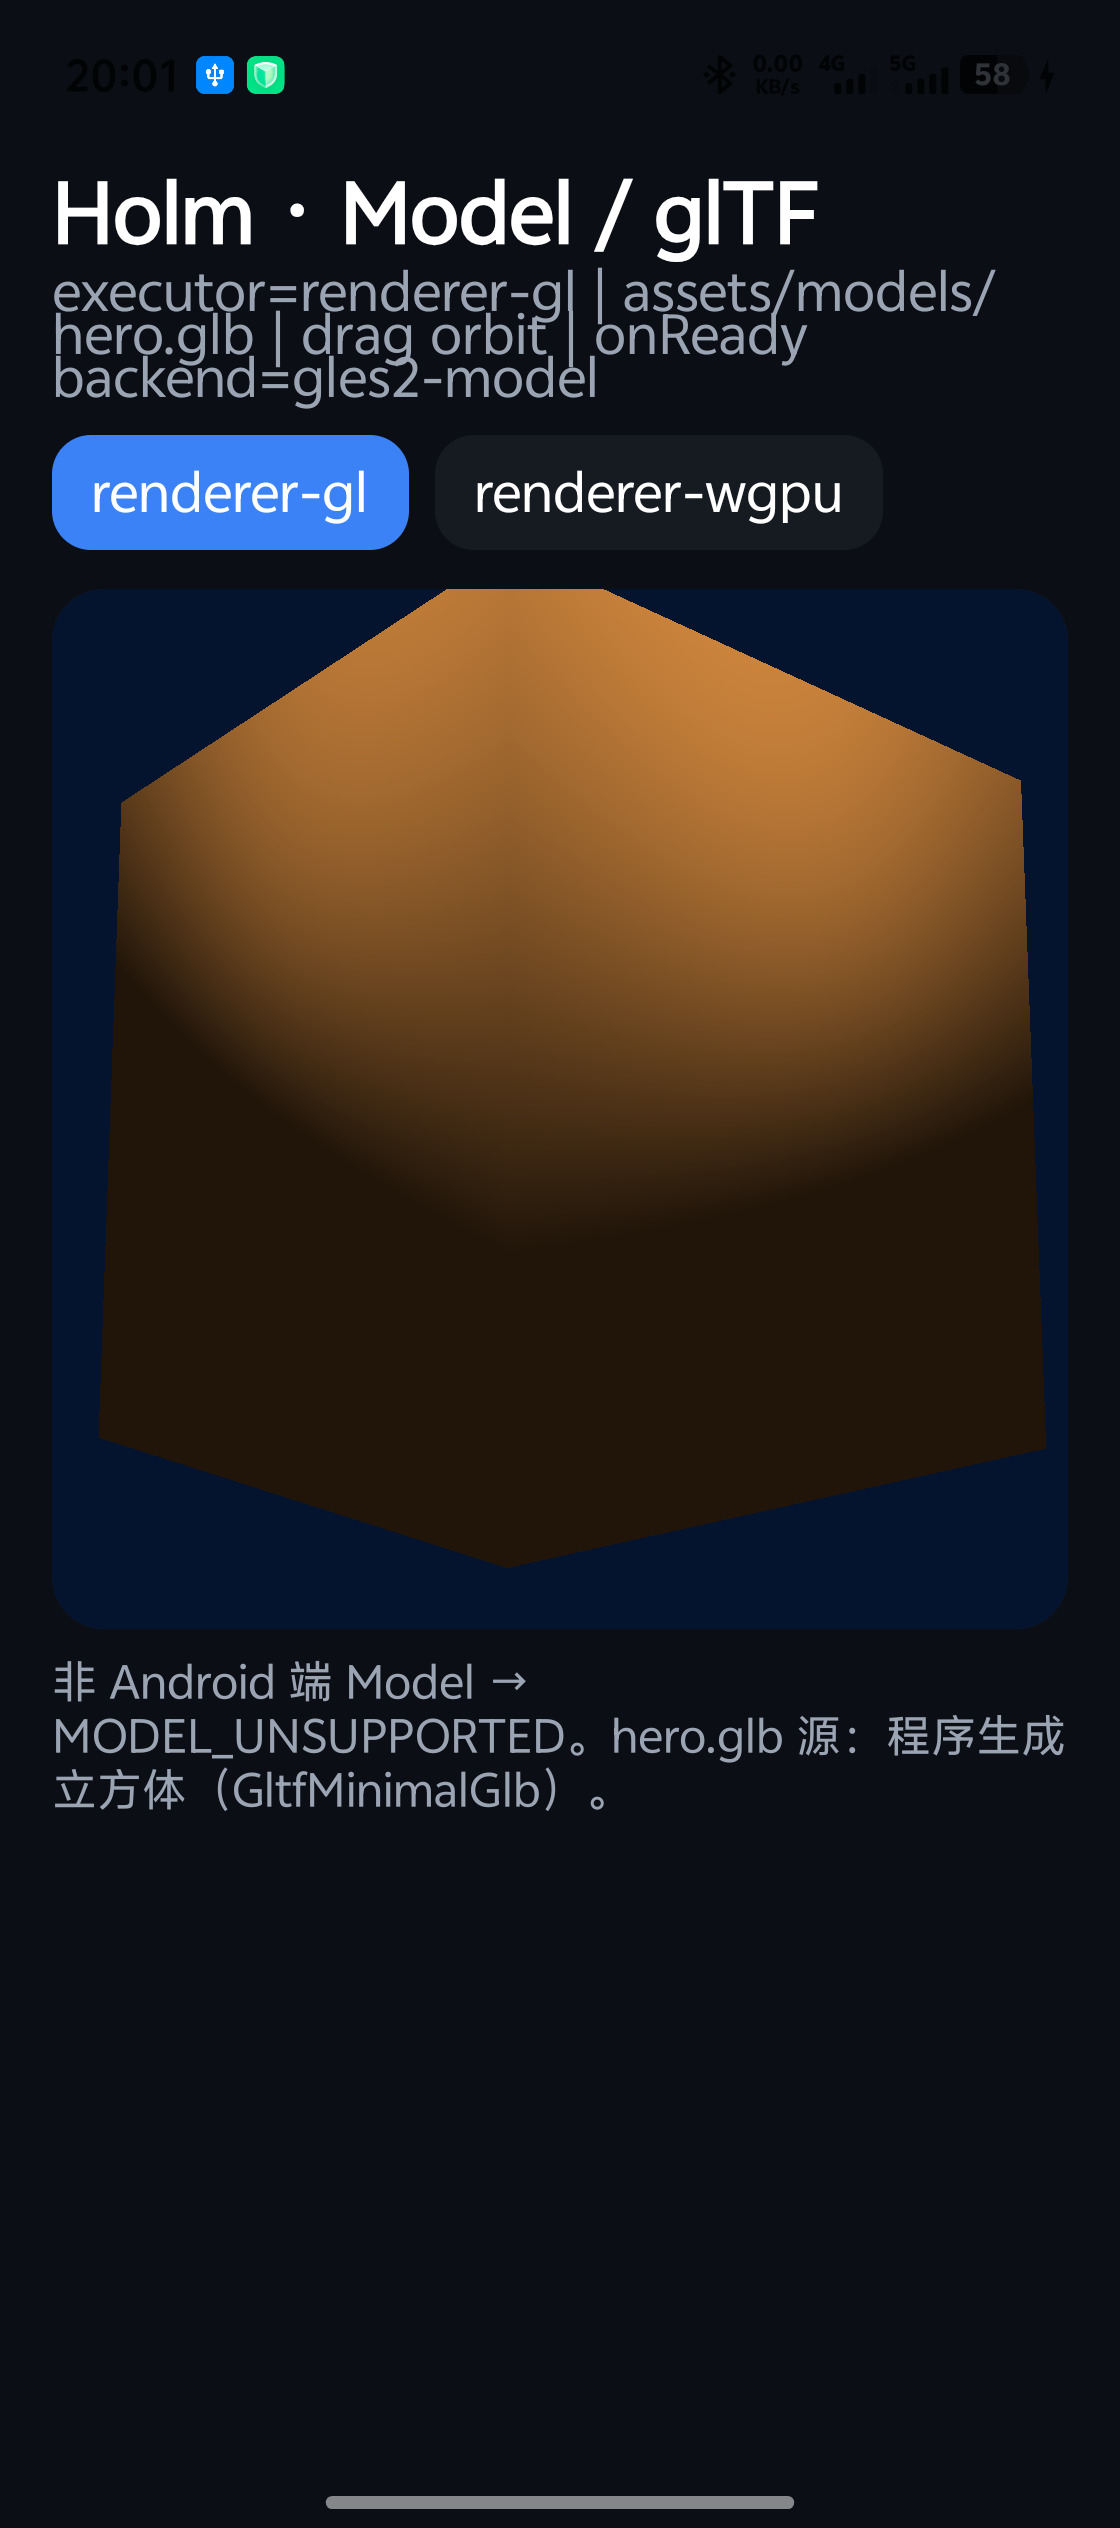 20:01
0.00 KB/s 4G 5G 58
Holm · Model / glTF
executor=renderer-gl | assets/models/
hero.glb | drag orbit | onReady
backend=gles2-model
renderer-gl renderer-wgpu
非 Android 端 Model →
MODEL_UNSUPPORTED。hero.glb 源：程序生成
立方体（GltfMinimalGlb）。